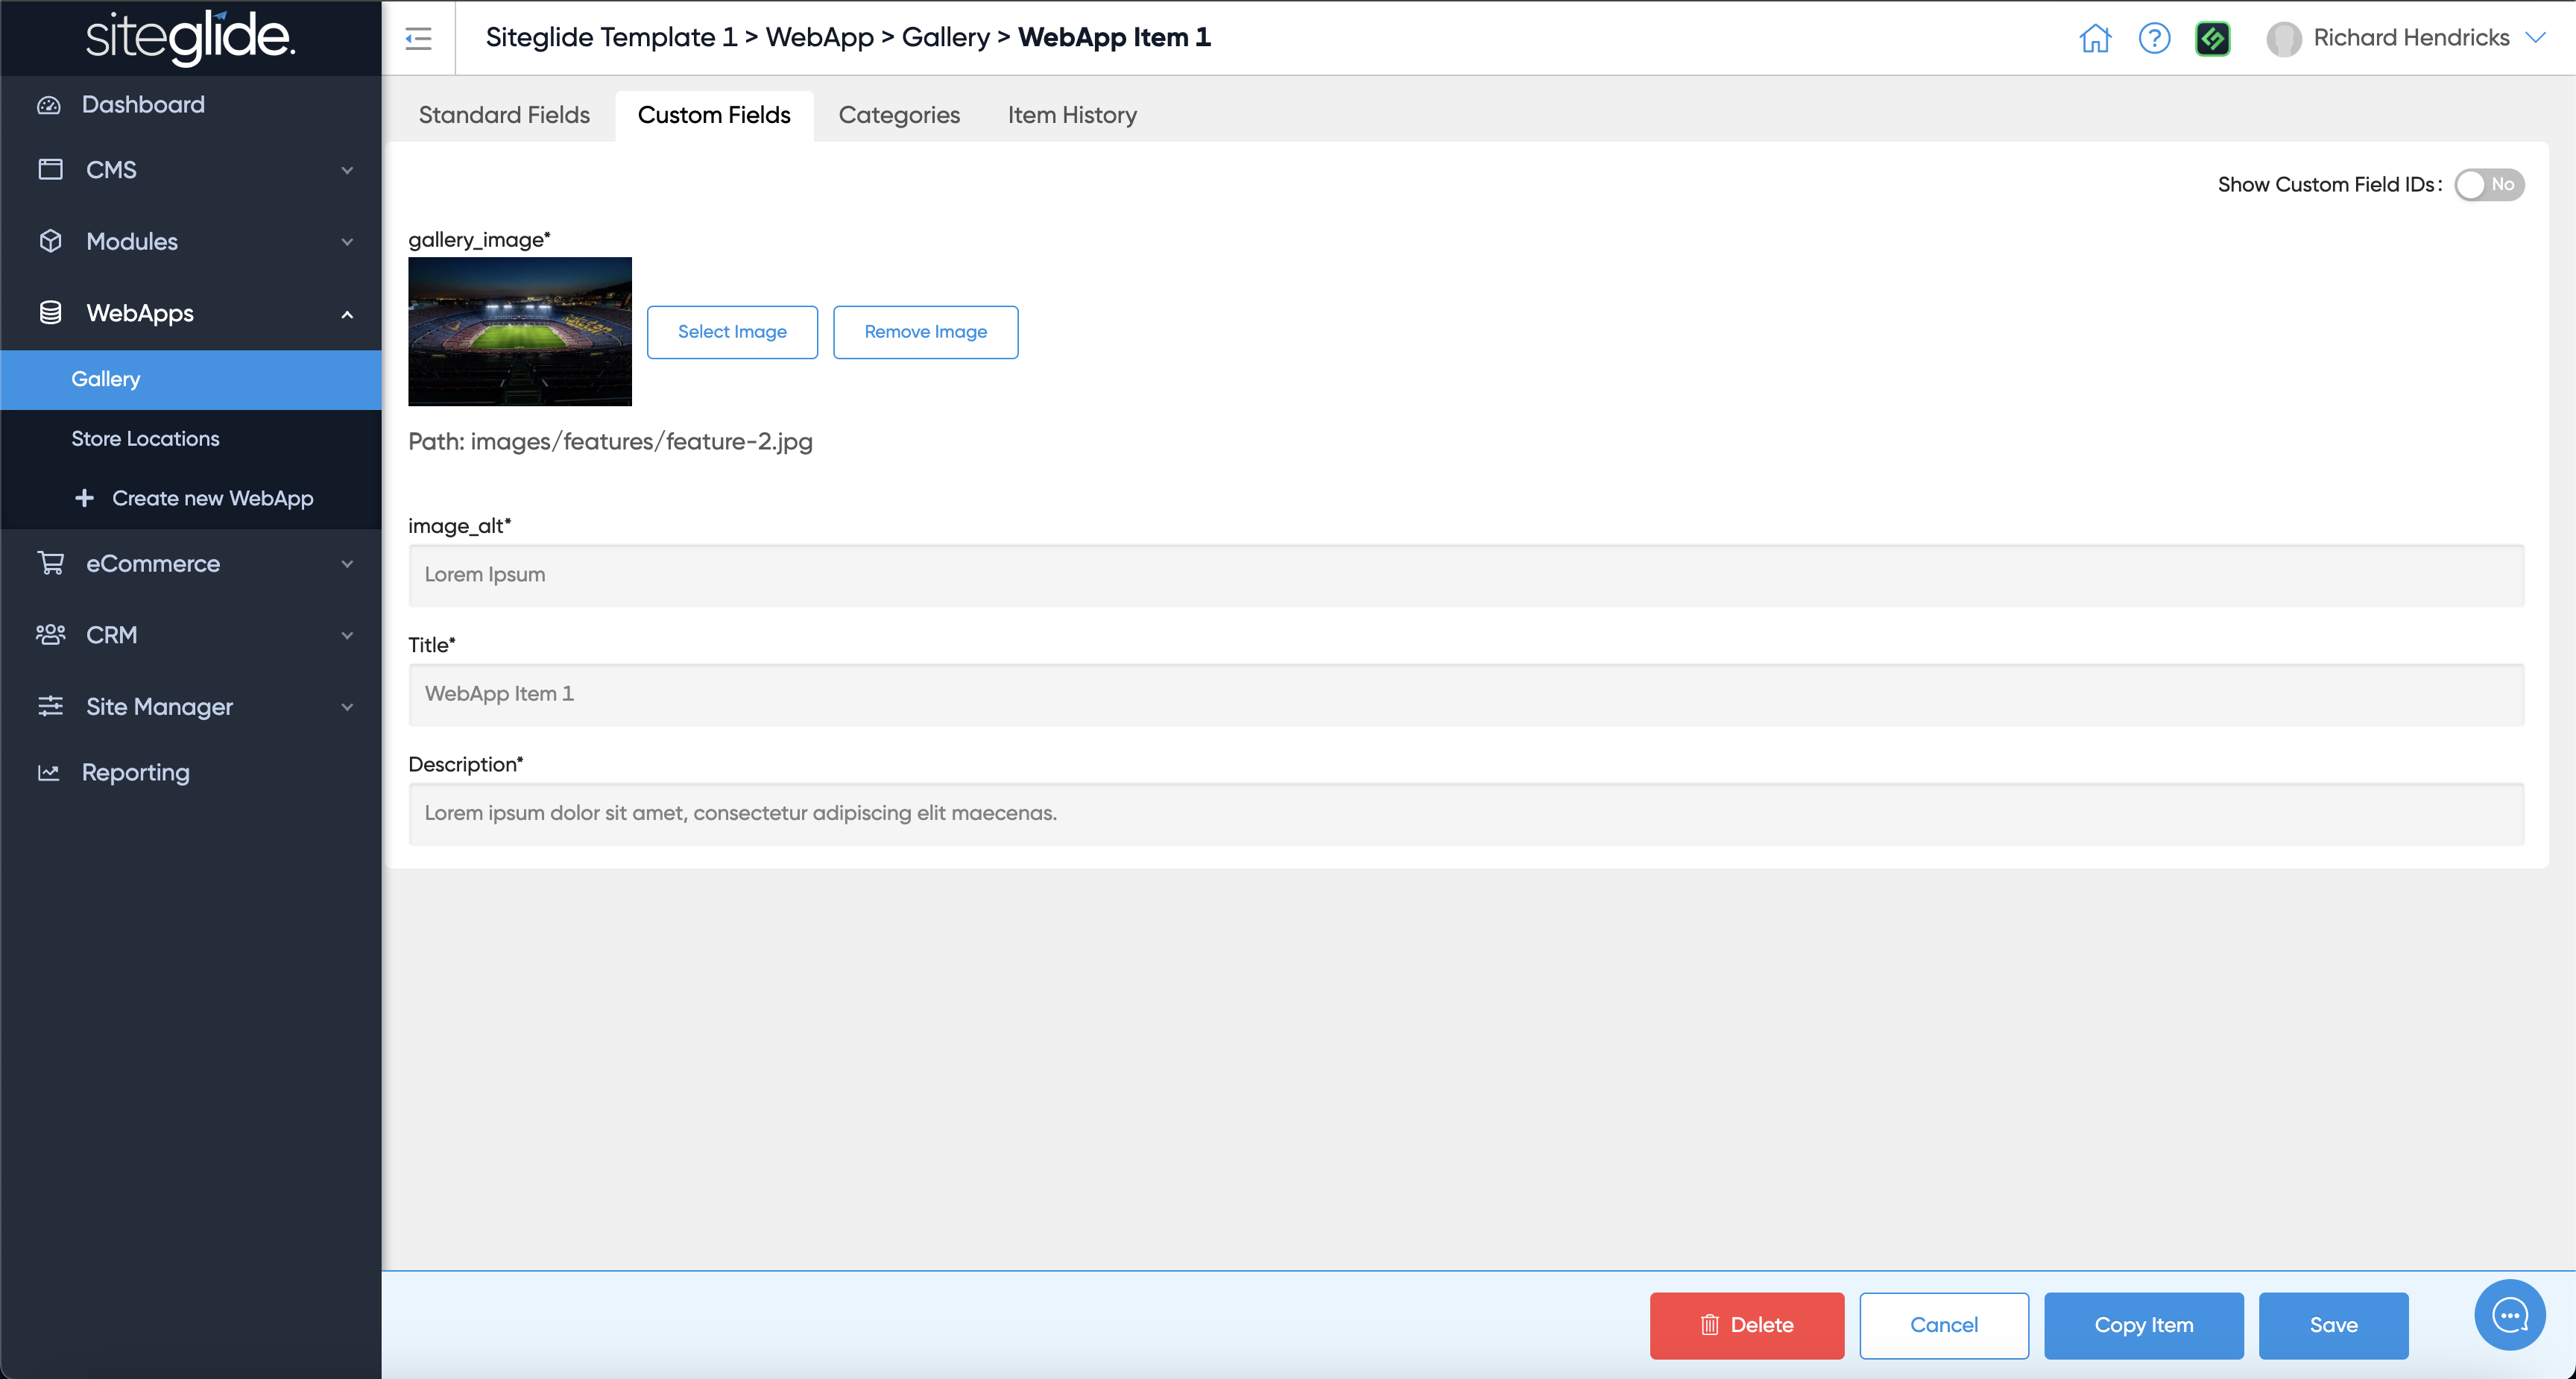 siteglide.
Siteglide Template 1 > WebApp > Gallery > WebApp Item 1
Richard Hendricks
Dashboard
CMS
Modules
WebApps
Gallery
Store Locations
Create new WebApp
eCommerce
CRM
Site Manager
Reporting
Standard Fields
Custom Fields
Categories
Item History
Show Custom Field IDs:
No
gallery_image*
Select Image
Remove Image
Path: images/features/feature-2.jpg
image_alt*
Lorem Ipsum
Title*
WebApp Item 1
Description*
Lorem ipsum dolor sit amet, consectetur adipiscing elit maecenas.
Delete
Cancel
Copy Item
Save